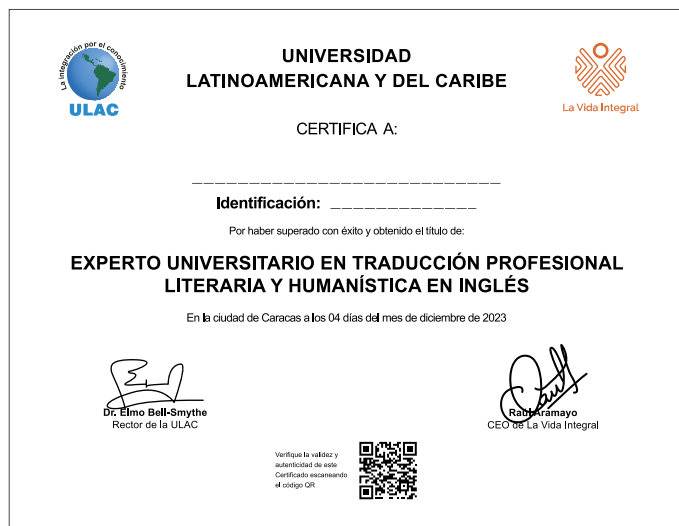 La integración por el conocimiento
ULAC
UNIVERSIDAD
LATINOAMERICANA Y DEL CARIBE
La Vida Integral
CERTIFICA A:
____________________________
Identificación: _____________
Por haber superado con éxito y obtenido el título de:
EXPERTO UNIVERSITARIO EN TRADUCCIÓN PROFESIONAL
LITERARIA Y HUMANÍSTICA EN INGLÉS
En la ciudad de Caracas a los 04 días del mes de diciembre de 2023
Dr. Elmo Bell-Smythe
Rector de la ULAC
Raúl Aramayo
CEO de La Vida Integral
Verifique la validez y
autenticidad de este
Certificado escaneando
el código QR